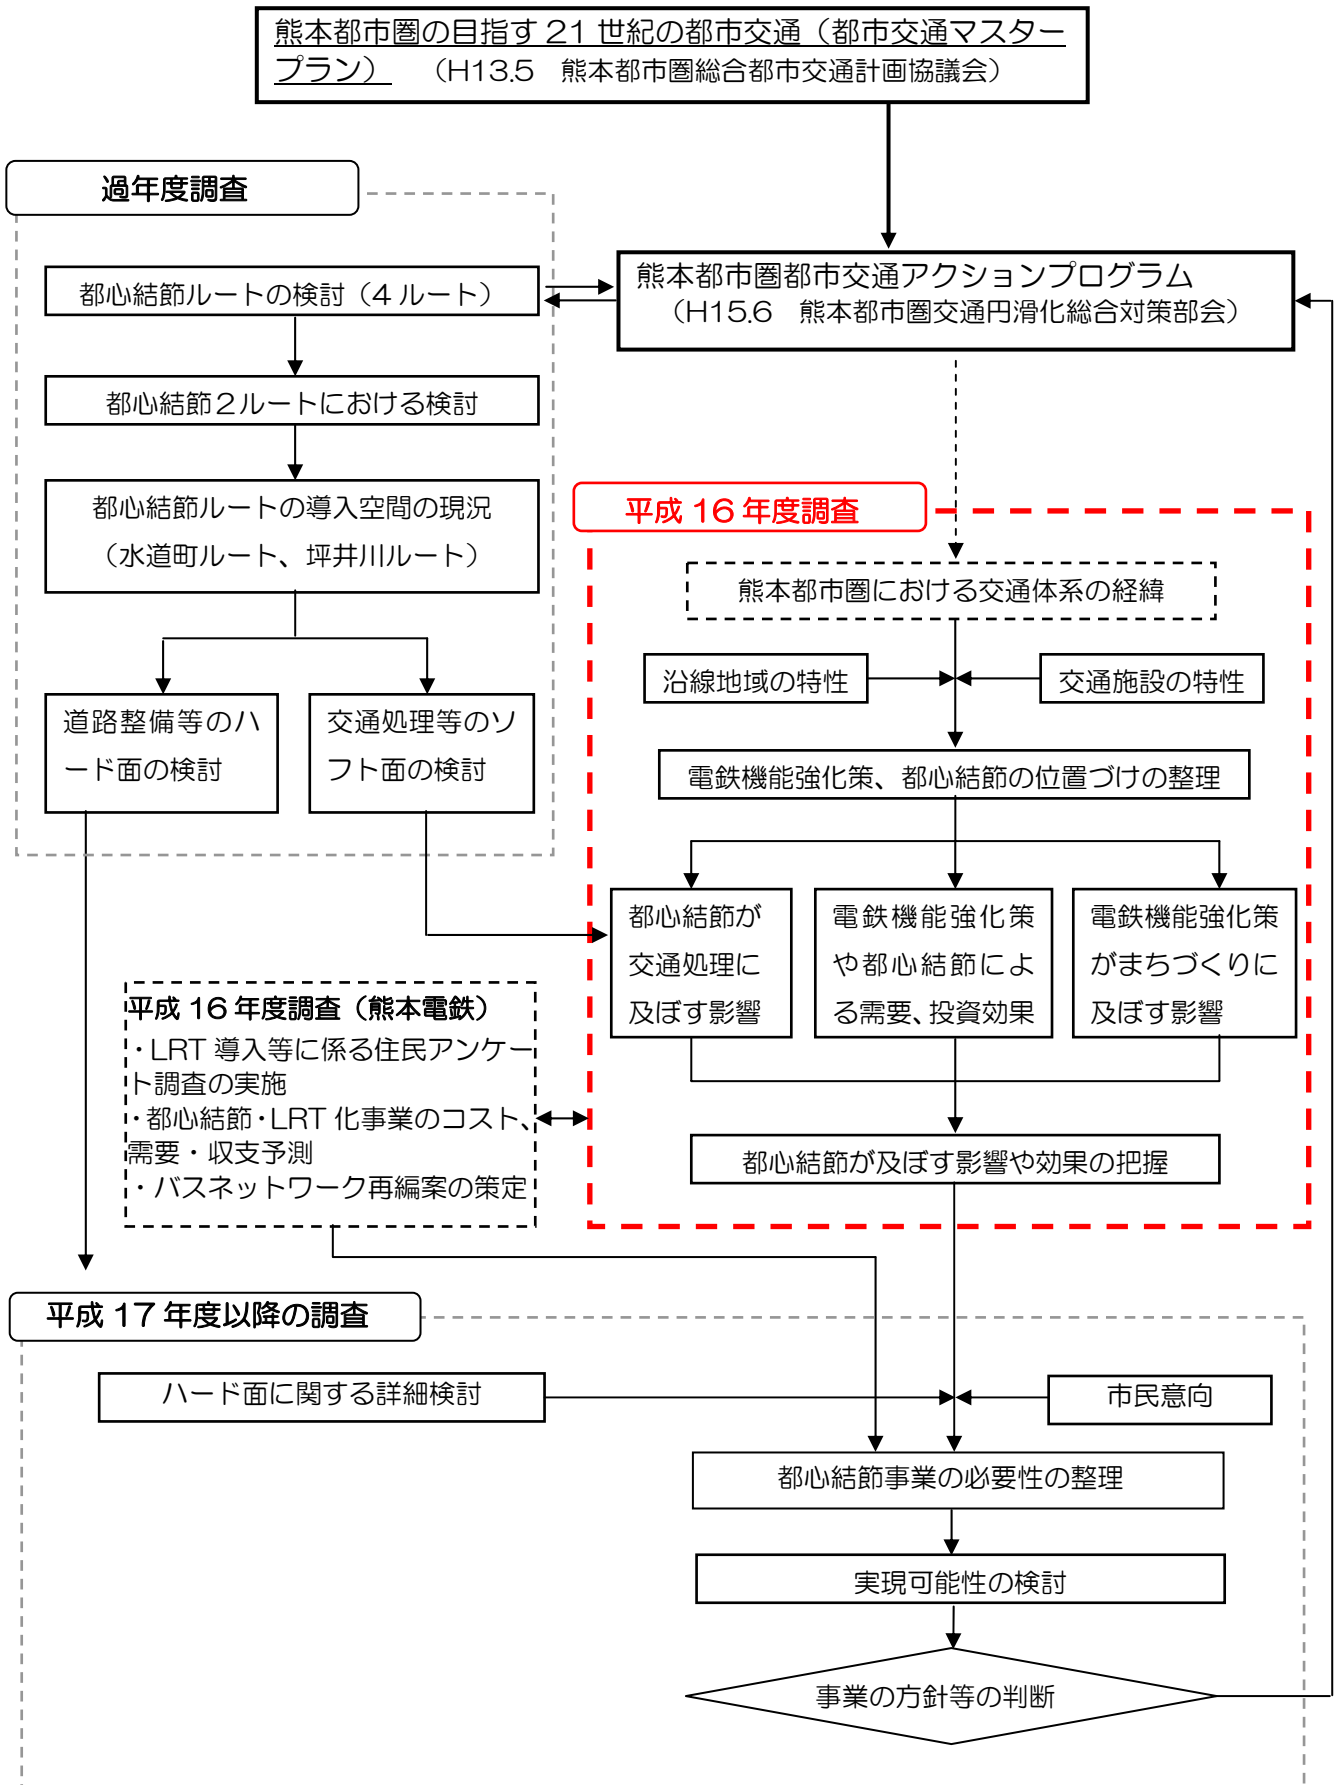 熊本都市圏の目指す 21 世紀の都市交通（都市交通マスター
プラン）　（H13.5　熊本都市圏総合都市交通計画協議会）
過年度調査
都心結節ルートの検討（4 ルート）
都心結節２ルートにおける検討
都心結節ルートの導入空間の現況
（水道町ルート、坪井川ルート）
道路整備等のハ
ード面の検討
交通処理等のソ
フト面の検討
熊本都市圏都市交通アクションプログラム
（H15.6　熊本都市圏交通円滑化総合対策部会）
平成 16 年度調査
熊本都市圏における交通体系の経緯
沿線地域の特性
交通施設の特性
電鉄機能強化策、都心結節の位置づけの整理
都心結節が
交通処理に
及ぼす影響
電鉄機能強化策
や都心結節によ
る需要、投資効果
電鉄機能強化策
がまちづくりに
及ぼす影響
都心結節が及ぼす影響や効果の把握
平成 16 年度調査（熊本電鉄）
・LRT 導入等に係る住民アンケー
ト調査の実施
・都心結節・LRT 化事業のコスト、
需要・収支予測
・バスネットワーク再編案の策定
平成 17 年度以降の調査
ハード面に関する詳細検討
市民意向
都心結節事業の必要性の整理
実現可能性の検討
事業の方針等の判断